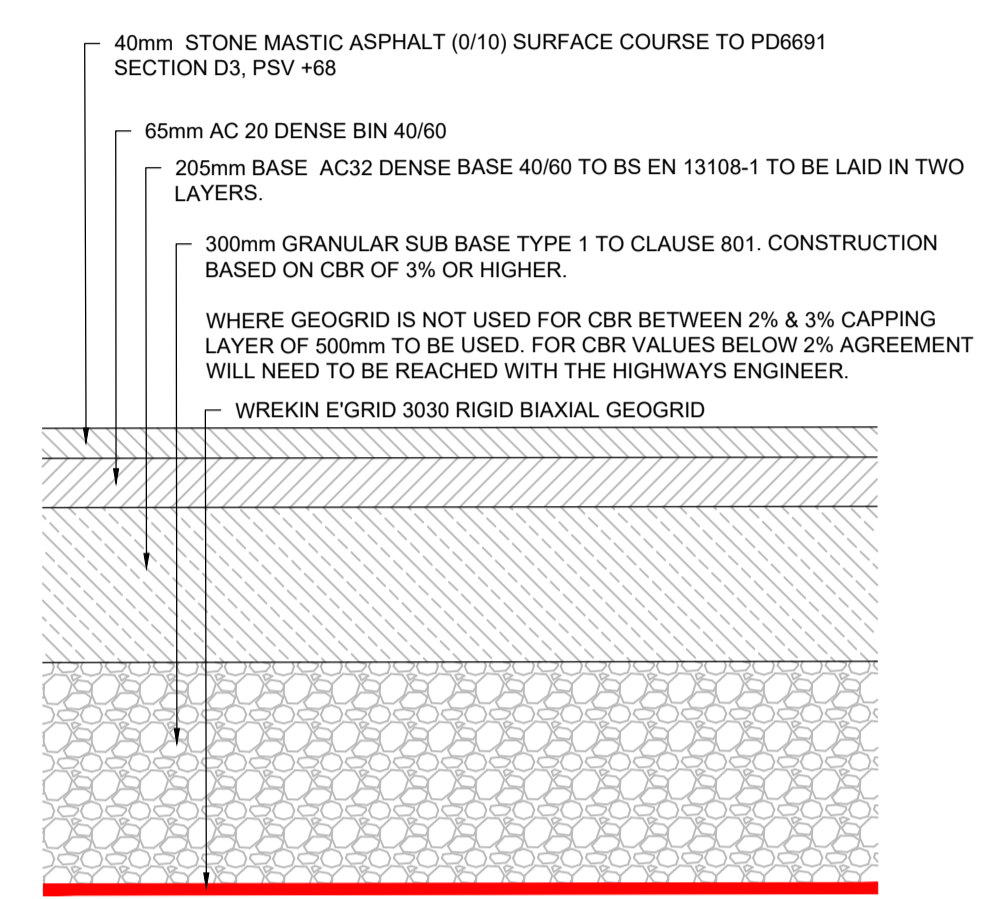 40mm STONE MASTIC ASPHALT (0/10) SURFACE COURSE TO PD6691
SECTION D3, PSV +68
65mm AC 20 DENSE BIN 40/60
205mm BASE AC32 DENSE BASE 40/60 TO BS EN 13108-1 TO BE LAID IN TWO
LAYERS.
300mm GRANULAR SUB BASE TYPE 1 TO CLAUSE 801. CONSTRUCTION
BASED ON CBR OF 3% OR HIGHER.
WHERE GEOGRID IS NOT USED FOR CBR BETWEEN 2% & 3% CAPPING
LAYER OF 500mm TO BE USED. FOR CBR VALUES BELOW 2% AGREEMENT
WILL NEED TO BE REACHED WITH THE HIGHWAYS ENGINEER.
WREKIN E'GRID 3030 RIGID BIAXIAL GEOGRID